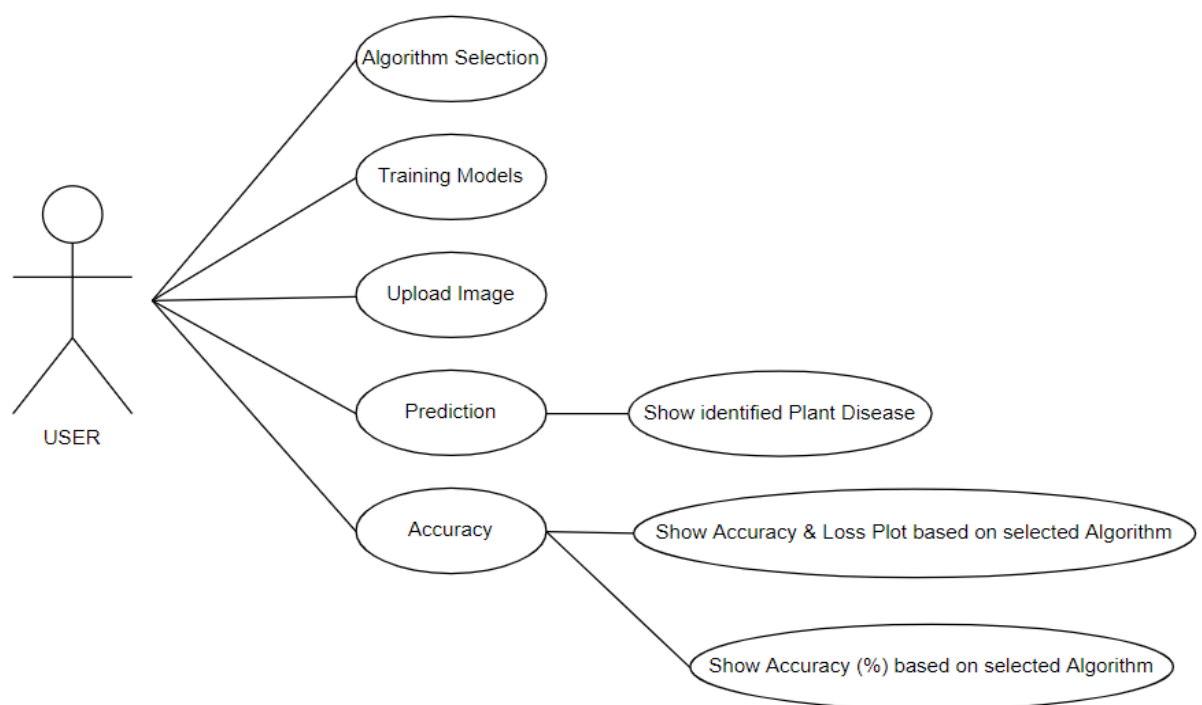 Algorithm Selection
Training Models
Upload Image
Prediction
Show identified Plant Disease
USER
Accuracy
Show Accuracy & Loss Plot based on selected Algorithm
Show Accuracy (%) based on selected Algorithm